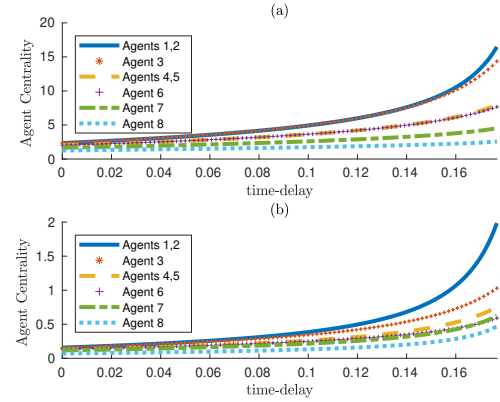 (a)
20
15
10
5
0
Agent Centrality
Agents 1,2
Agent 3
Agents 4,5
Agent 6
Agent 7
Agent 8
0 0.02 0.04 0.06 0.08 0.1 0.12 0.14 0.16
time-delay
(b)
2
1.5
1
0.5
0
Agent Centrality
Agents 1,2
Agent 3
Agents 4,5
Agent 6
Agent 7
Agent 8
0 0.02 0.04 0.06 0.08 0.1 0.12 0.14 0.16
time-delay